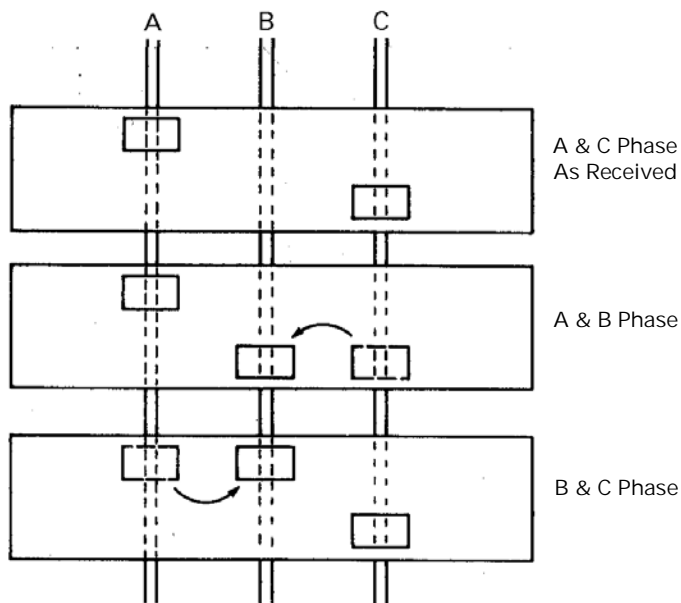 A B C
A & C Phase
As Received
A & B Phase
B & C Phase